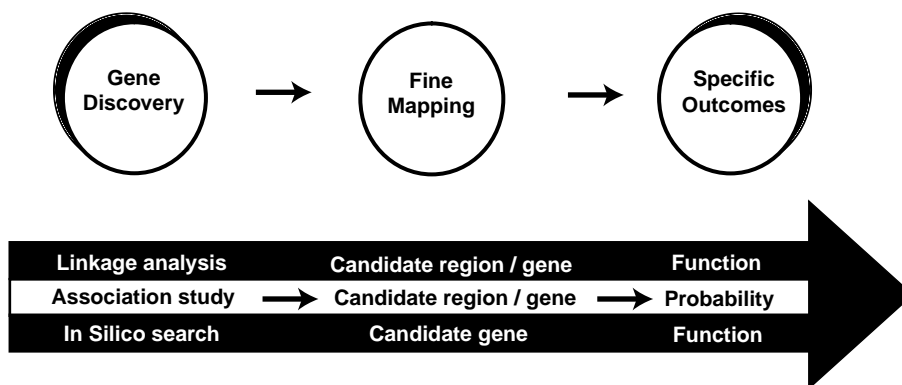 Gene
Discovery
Fine
Mapping
Specific
Outcomes
Linkage analysis Candidate region / gene Function
Association study Candidate region / gene Probability
In Silico search Candidate gene Function